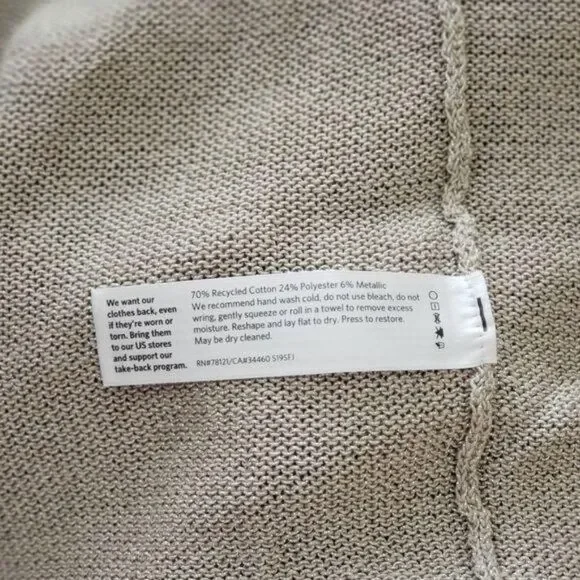 We want our
clothes back, even
if they're worn or
torn. Bring them
to our US stores
and support our
take-back program.
70% Recycled Cotton 24% Polyester 6% Metallic
We recommend hand wash cold, do not use bleach, do not
wring, gently squeeze or roll in a towel to remove excess
moisture. Reshape and lay flat to dry. Press to restore.
May be dry cleaned.
RN#78121/CA#34460 S19SFJ